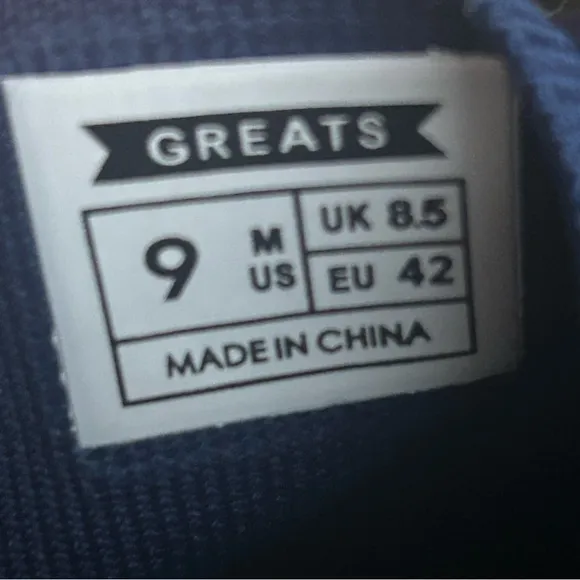 GREATS
9 M US
UK 8.5
EU 42
MADE IN CHINA